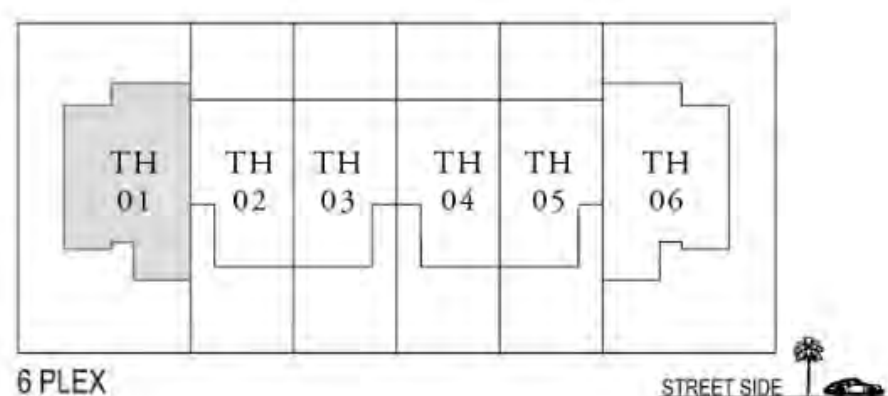 TH
01
TH
02
TH
03
TH
04
TH
05
TH
06
6 PLEX
STREET SIDE